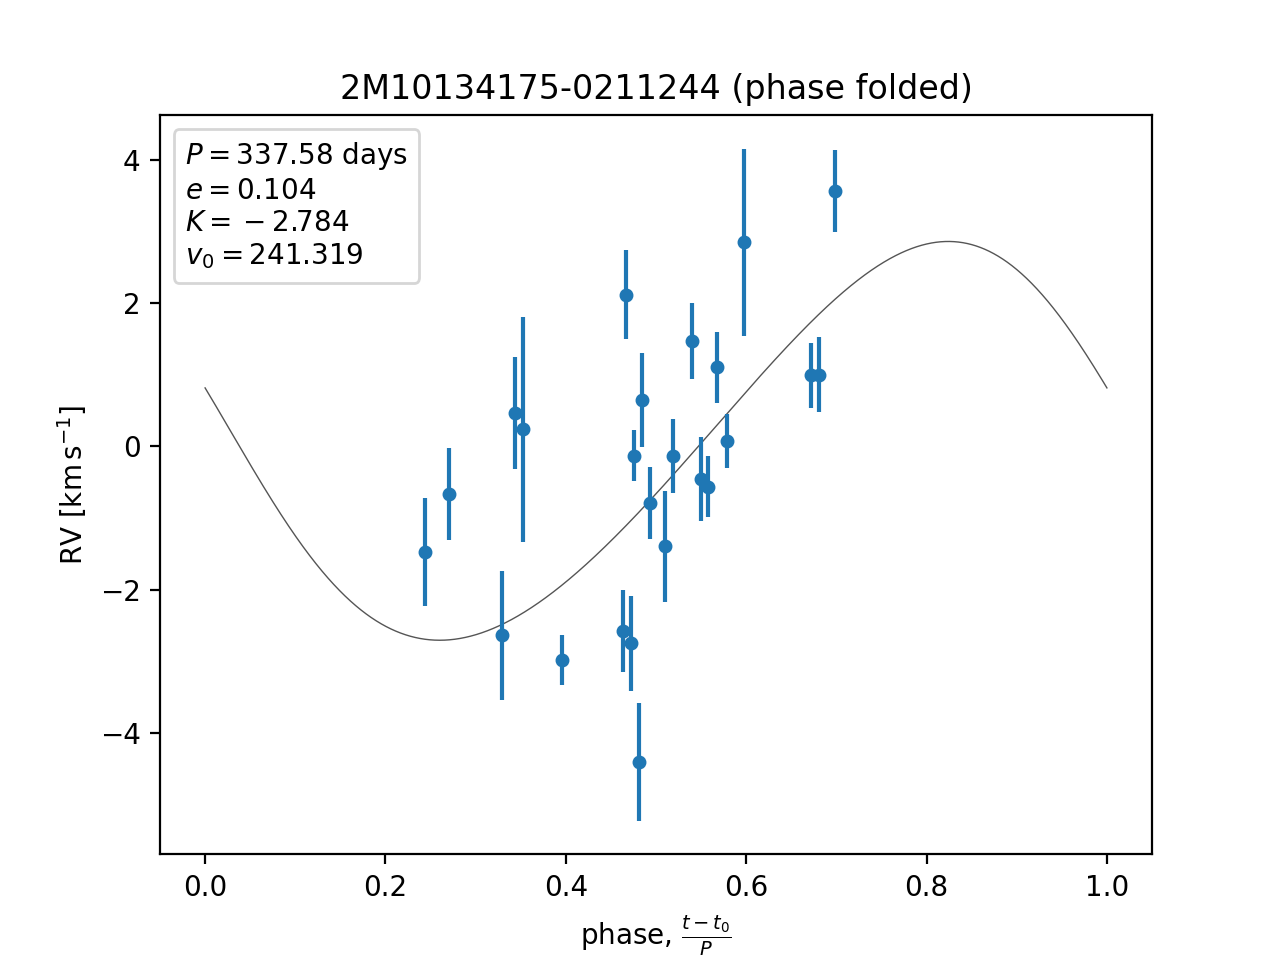 2M10134175-0211244 (phase folded)
P = 337.58 days
e = 0.104
K = −2.784
v₀ = 241.319
4
2
0
−2
−4
RV [km s⁻¹]
0.0 0.2 0.4 0.6 0.8 1.0
phase, (t − t₀)/P